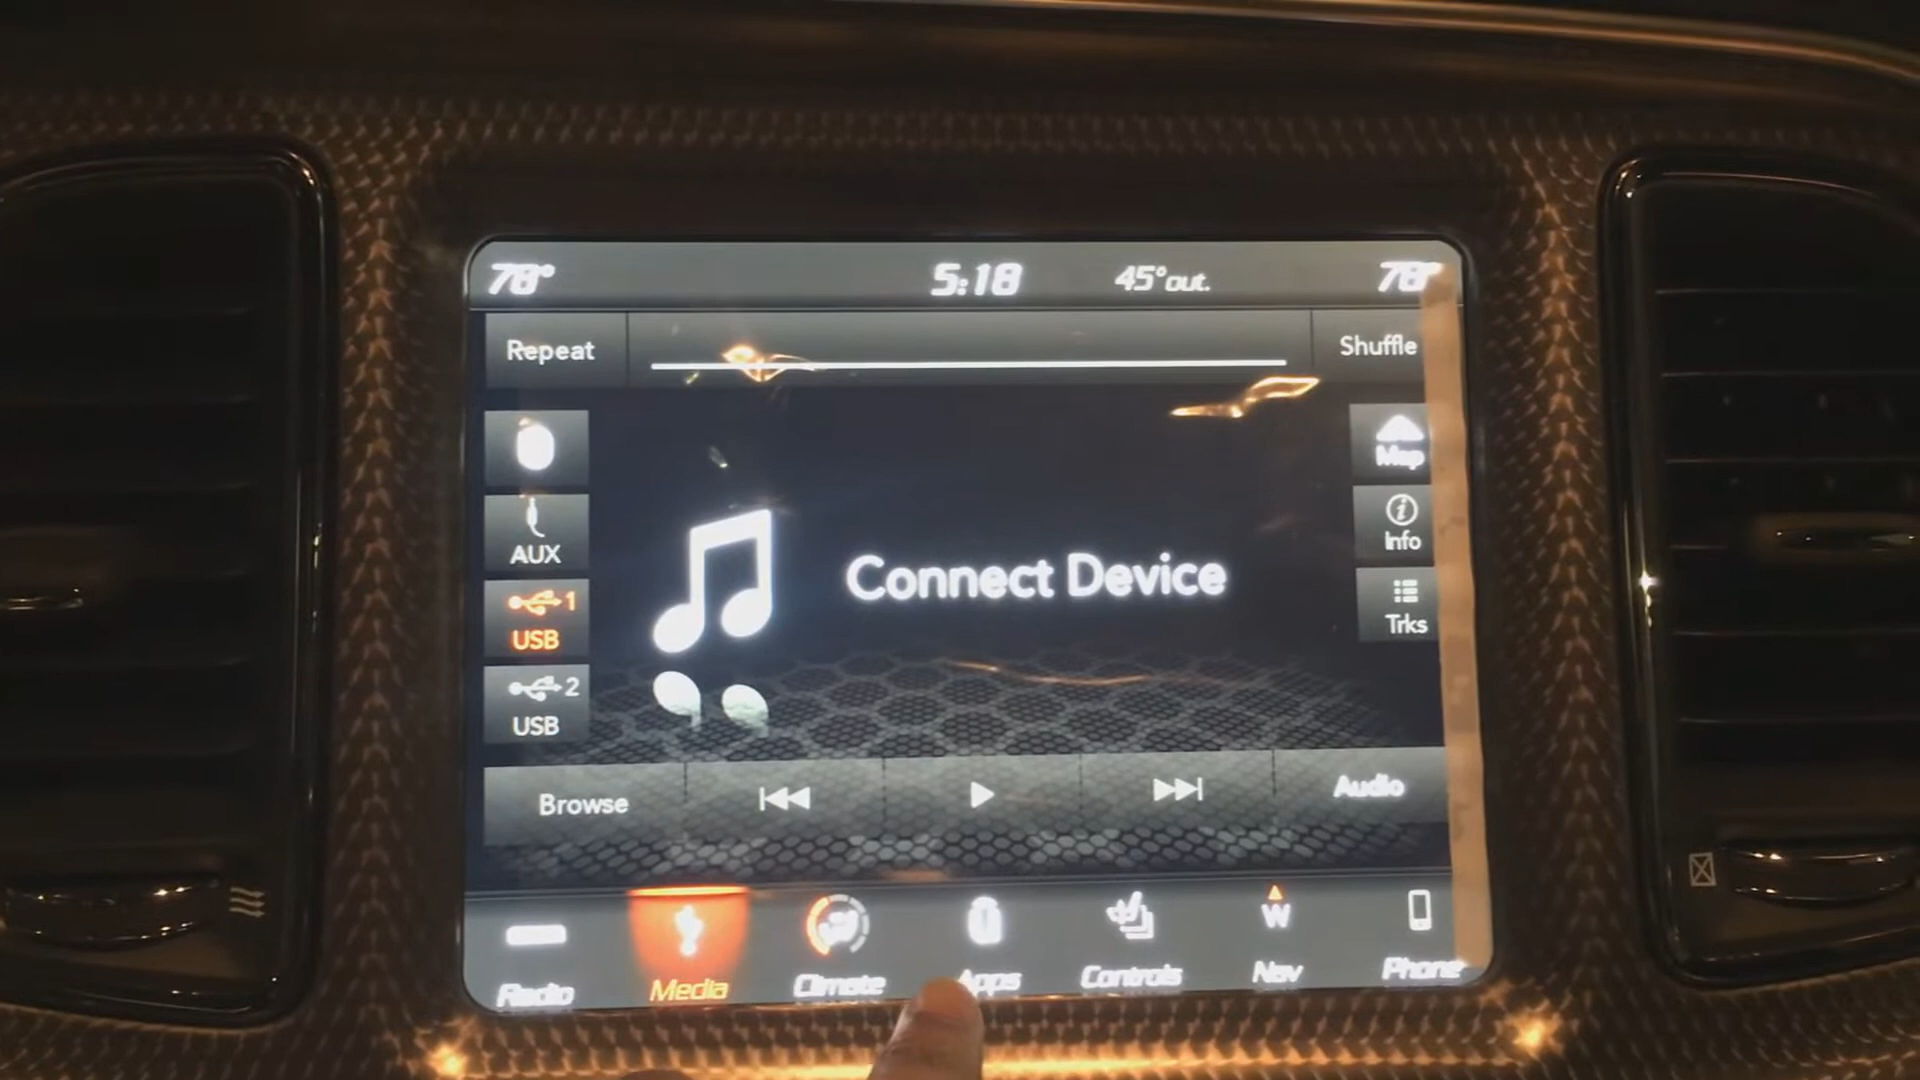 78° 5:18 45°out. 78°
Repeat Shuffle
Map
AUX
Info
1
USB
Connect Device
Trks
2
USB
Browse Audio
Radio Media Climate Apps Controls W Nav Phone